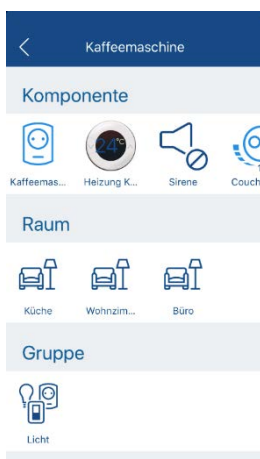 Kaffeemaschine
Komponente
24°C
Kaffeemas... Heizung K... Sirene Couch
Raum
Küche Wohnzim... Büro
Gruppe
Licht